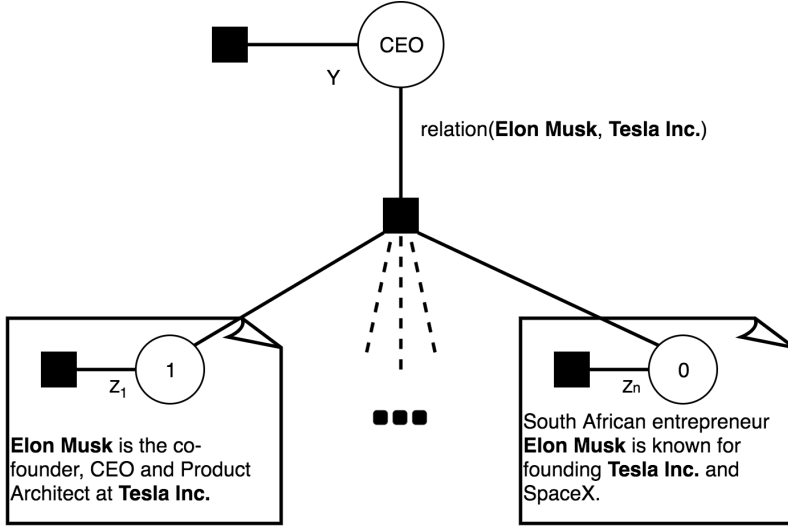 CEO
Y
relation(Elon Musk, Tesla Inc.)
1
Z1
Elon Musk is the co-
founder, CEO and Product
Architect at Tesla Inc.
0
Zn
South African entrepreneur
Elon Musk is known for
founding Tesla Inc. and
SpaceX.